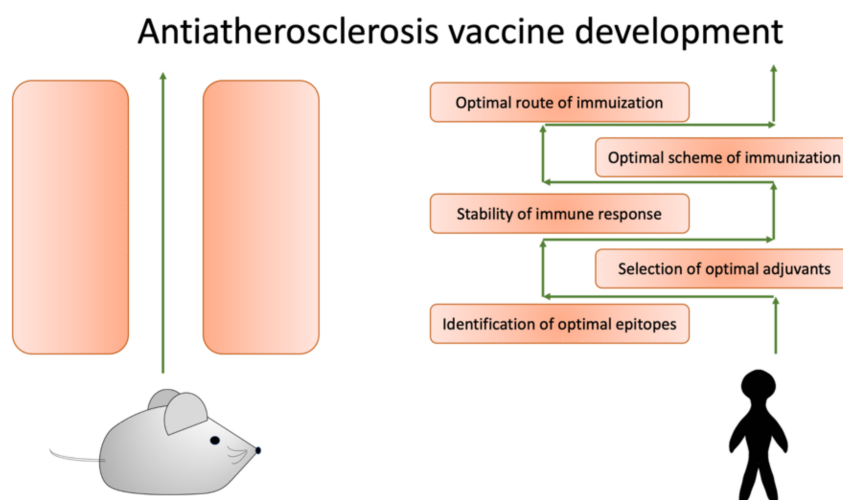 Antiatherosclerosis vaccine development
Optimal route of immuization
Optimal scheme of immunization
Stability of immune response
Selection of optimal adjuvants
Identification of optimal epitopes